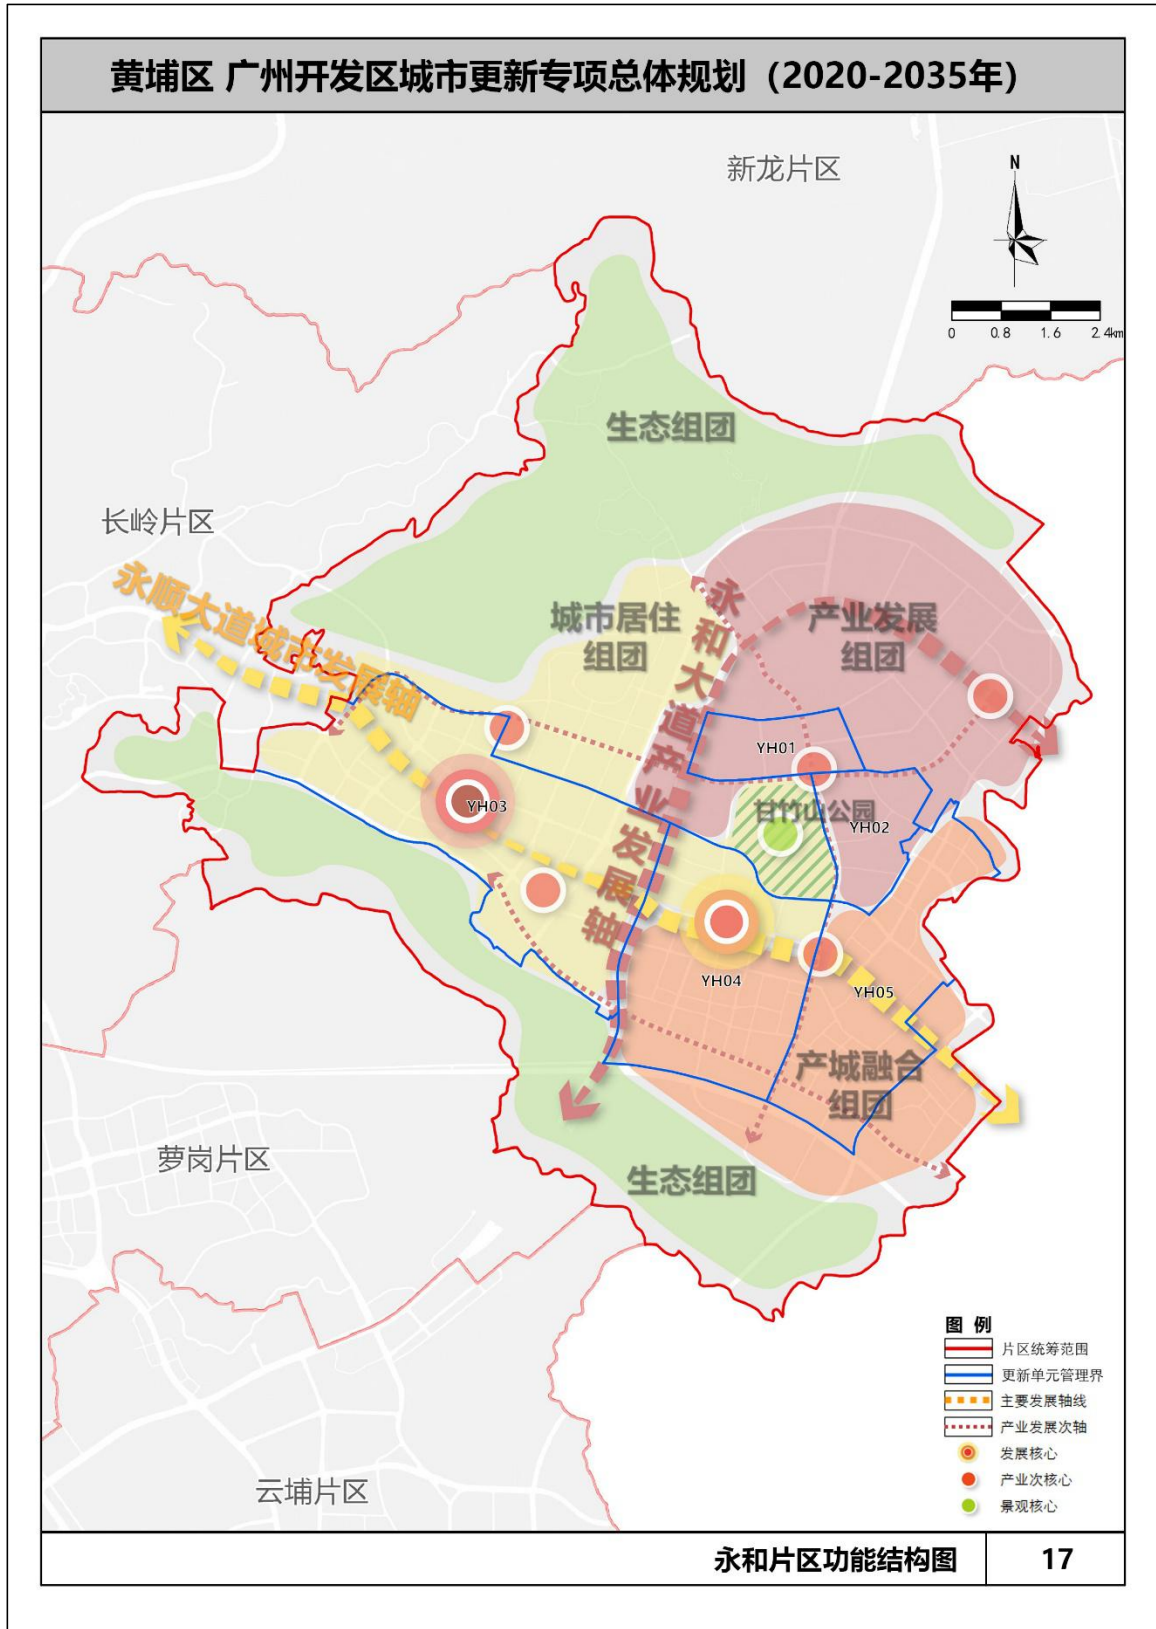 黄埔区 广州开发区城市更新专项总体规划（2020-2035年）
新龙片区
N
0 0.8 1.6 2.4km
生态组团
长岭片区
永顺大道城市发展轴
城市居住
组团
永和大道产业发展轴
产业发展
组团
YH01
YH03
甘竹山公园
YH02
YH04
YH05
产城融合
组团
萝岗片区
生态组团
云埔片区
图 例
片区统筹范围
更新单元管理界
主要发展轴线
产业发展次轴
发展核心
产业次核心
景观核心
永和片区功能结构图
17